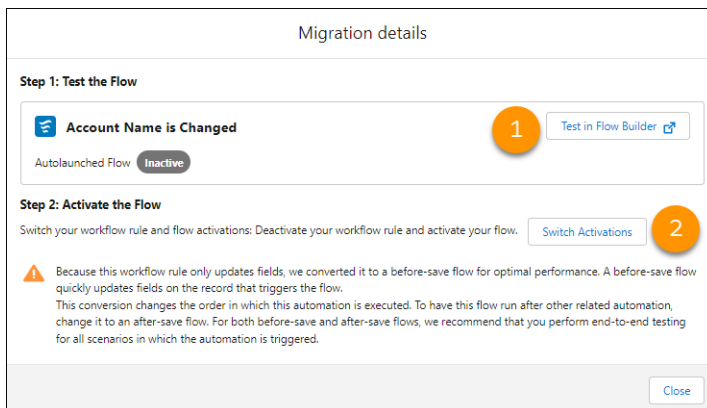 Migration details
Step 1: Test the Flow
Account Name is Changed
1
Test in Flow Builder
Autolaunched Flow Inactive
Step 2: Activate the Flow
Switch your workflow rule and flow activations: Deactivate your workflow rule and activate your flow. Switch Activations
2
Because this workflow rule only updates fields, we converted it to a before-save flow for optimal performance. A before-save flow
quickly updates fields on the record that triggers the flow.
This conversion changes the order in which this automation is executed. To have this flow run after other related automation,
change it to an after-save flow. For both before-save and after-save flows, we recommend that you perform end-to-end testing
for all scenarios in which the automation is triggered.
Close